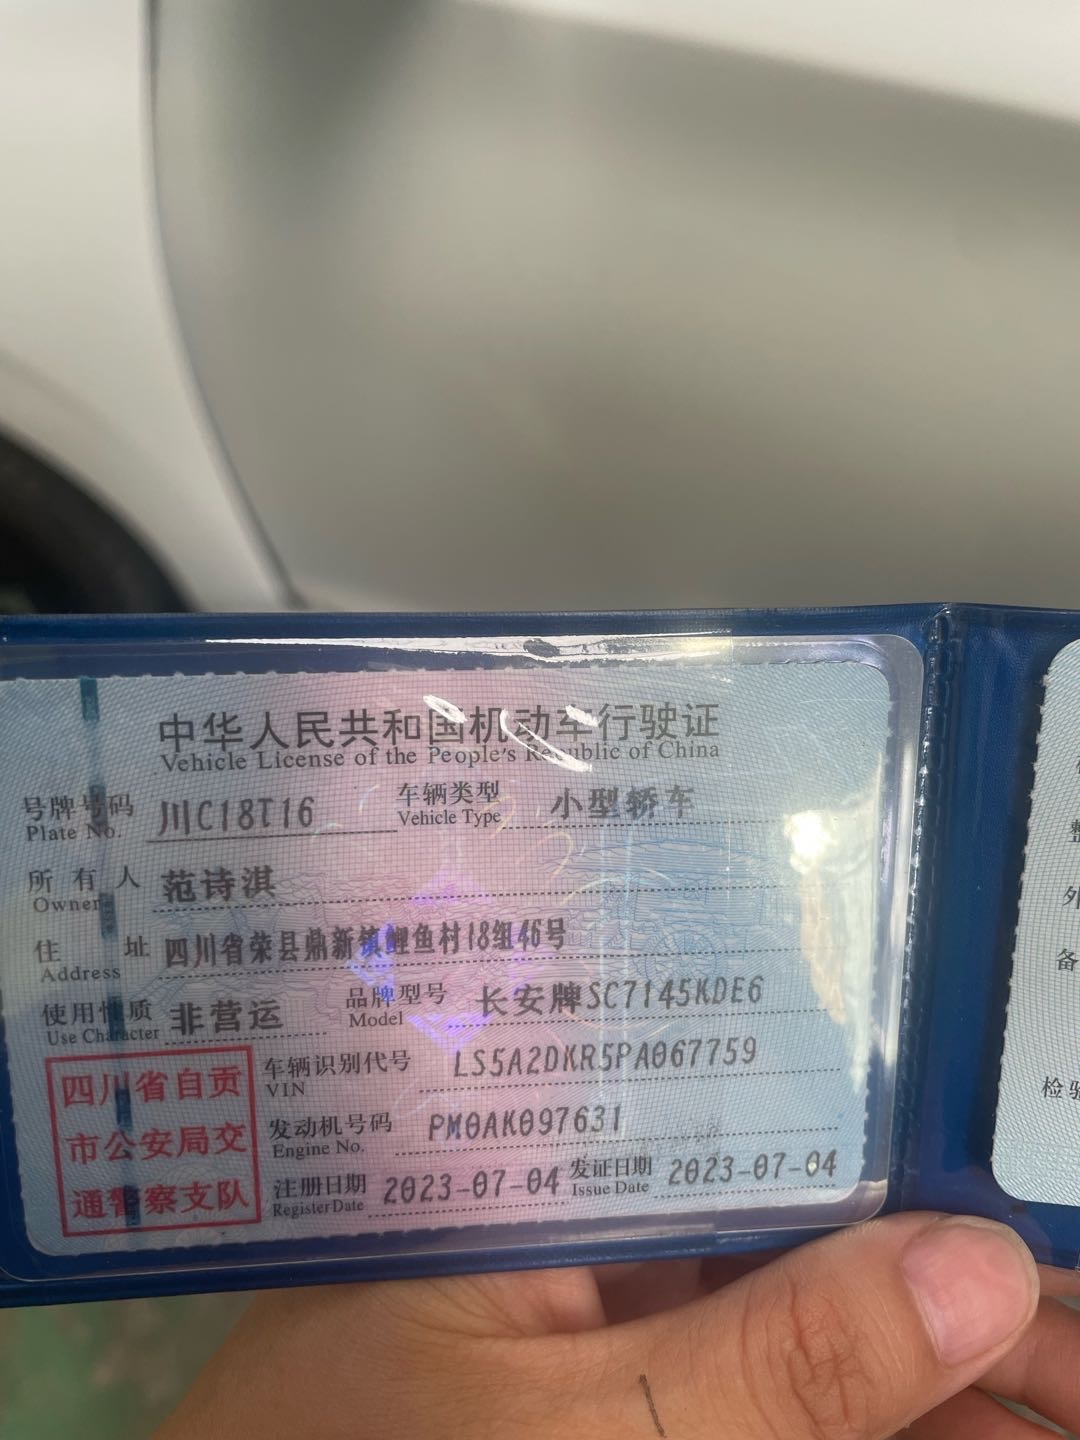 中华人民共和国机动车行驶证
Vehicle License of the People's Republic of China
号牌号码 川C18T16 车辆类型 小型轿车
Plate No. Vehicle Type
所有人 范诗淇
Owner
住址 四川省荣县鼎新镇鲤鱼村18组46号
Address
使用性质 非营运 品牌型号 长安牌SC7145KDE6
Use Character Model
四川省自贡
市公安局交
通警察支队
车辆识别代号 LS5A2DKR5PA067759
VIN
发动机号码 PM0AK097631
Engine No.
注册日期 2023-07-04 发证日期 2023-07-04
Register Date Issue Date
整
外
备
检验